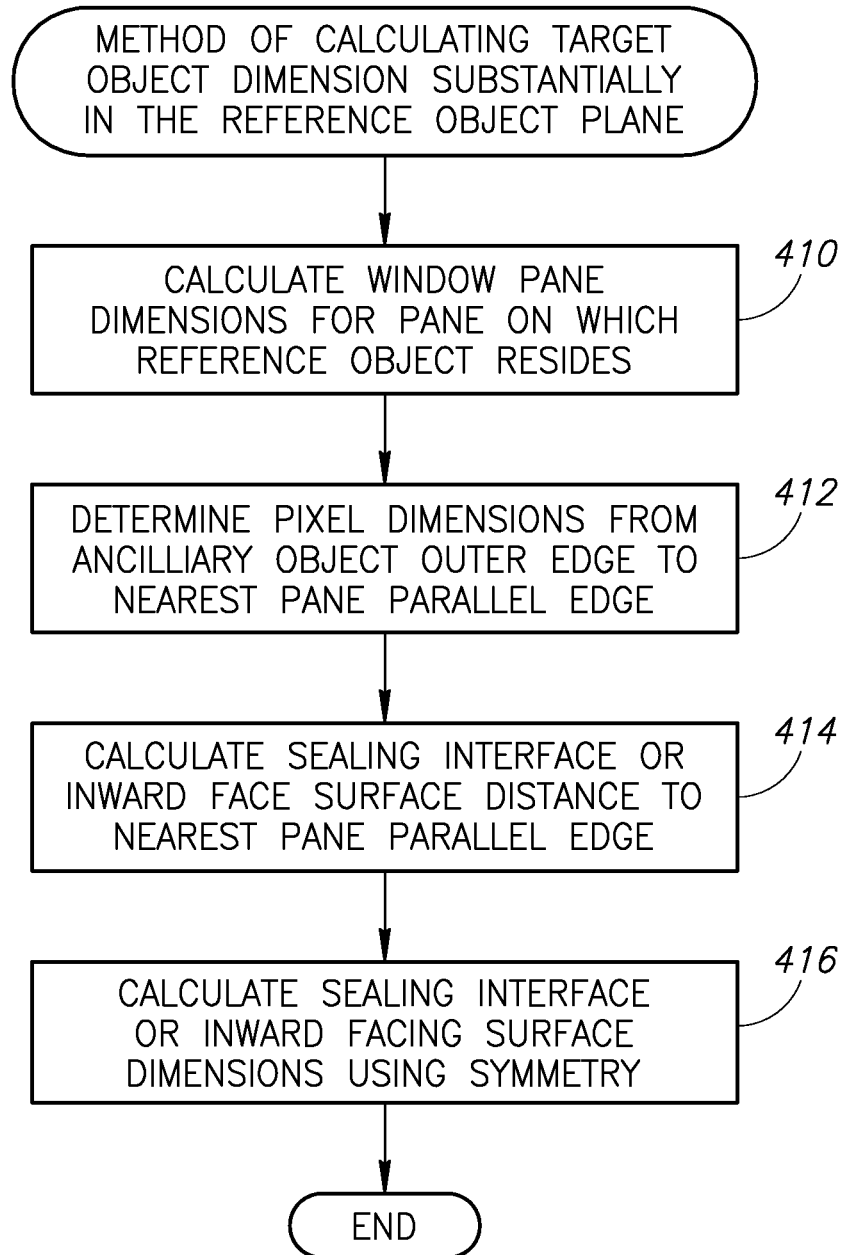 METHOD OF CALCULATING TARGET
OBJECT DIMENSION SUBSTANTIALLY
IN THE REFERENCE OBJECT PLANE
410
CALCULATE WINDOW PANE
DIMENSIONS FOR PANE ON WHICH
REFERENCE OBJECT RESIDES
412
DETERMINE PIXEL DIMENSIONS FROM
ANCILLIARY OBJECT OUTER EDGE TO
NEAREST PANE PARALLEL EDGE
414
CALCULATE SEALING INTERFACE OR
INWARD FACE SURFACE DISTANCE TO
NEAREST PANE PARALLEL EDGE
416
CALCULATE SEALING INTERFACE
OR INWARD FACING SURFACE
DIMENSIONS USING SYMMETRY
END